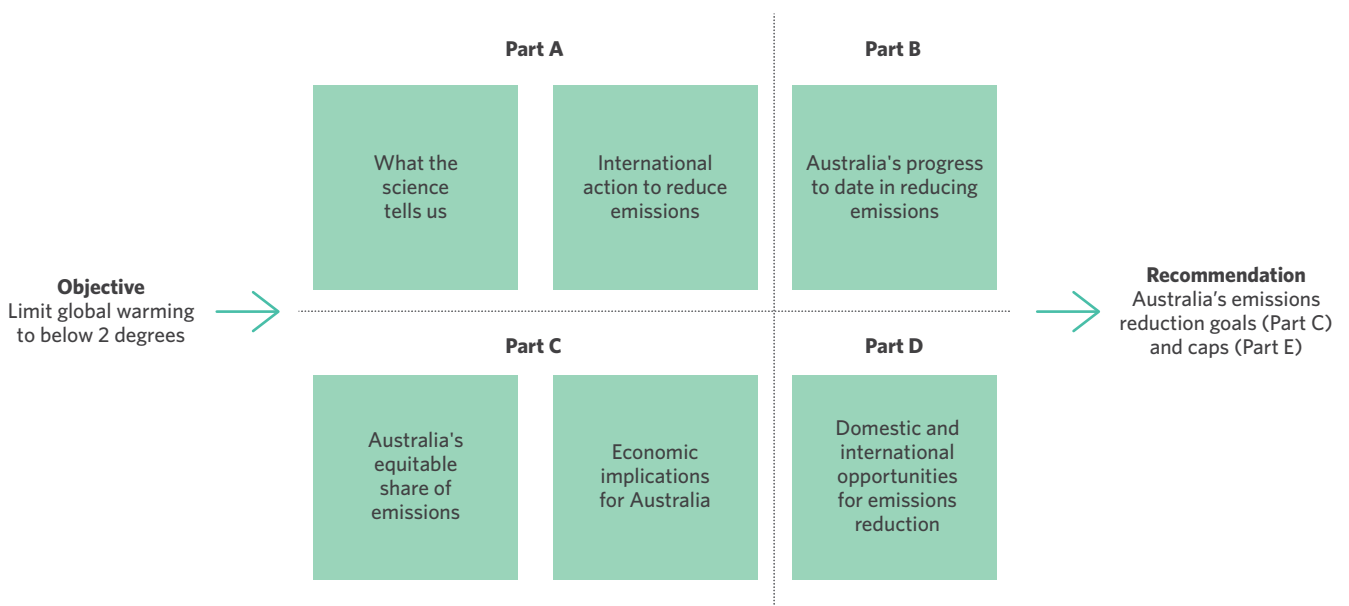 Part A
Part B
What the
science
tells us
International
action to reduce
emissions
Australia's progress
to date in reducing
emissions
Objective
Limit global warming
to below 2 degrees
Recommendation
Australia’s emissions
reduction goals (Part C)
and caps (Part E)
Part C
Part D
Australia's
equitable
share of
emissions
Economic
implications
for Australia
Domestic and
international
opportunities
for emissions
reduction